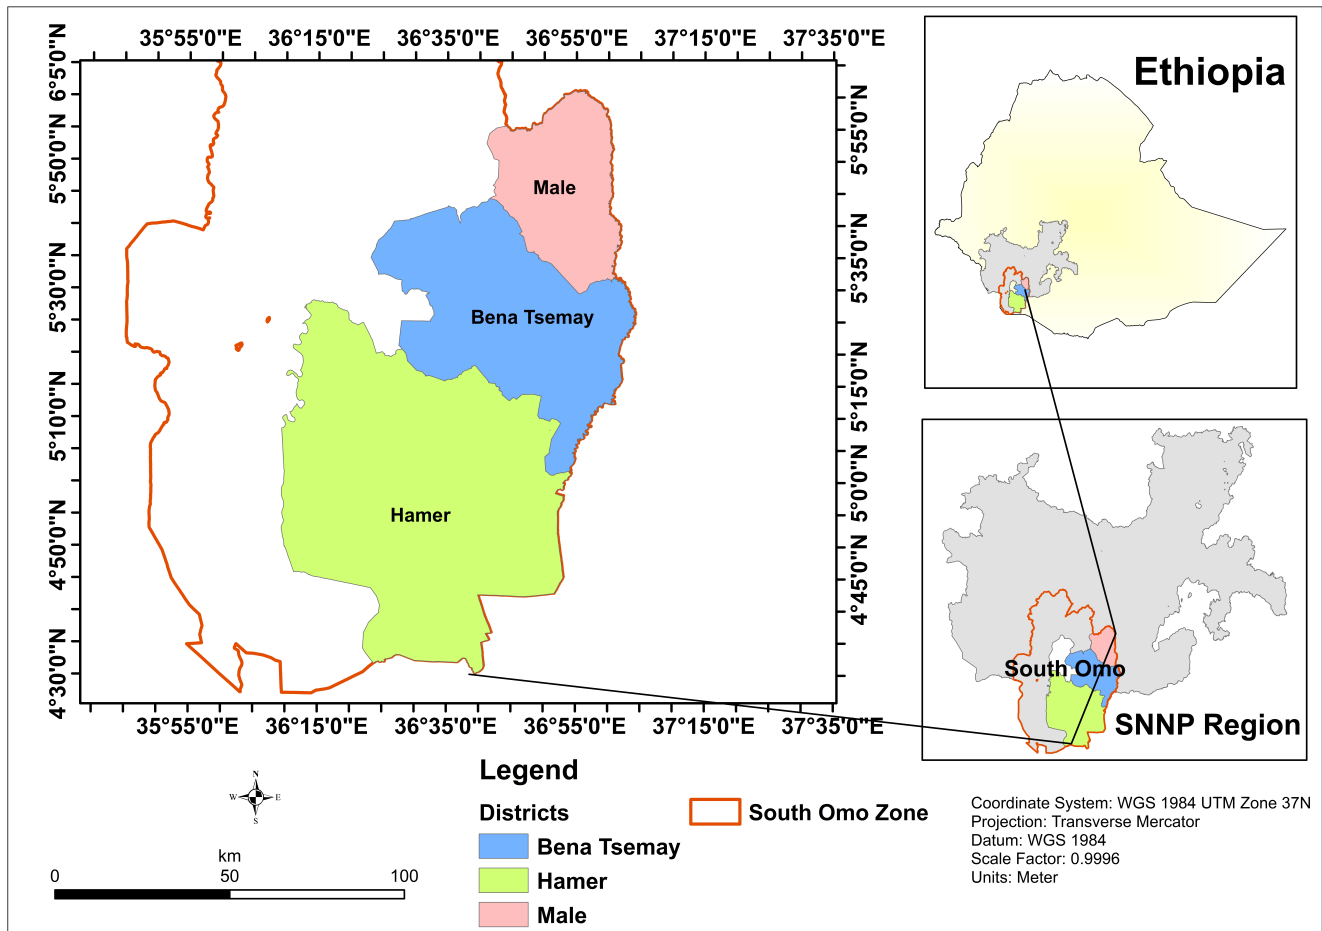 35°55'0"E 36°15'0"E 36°35'0"E 36°55'0"E 37°15'0"E 37°35'0"E
6°5'0"N
5°50'0"N
5°30'0"N
5°10'0"N
4°50'0"N
4°30'0"N
5°55'0"N
5°35'0"N
5°15'0"N
5°0'0"N
4°45'0"N
Male
Bena Tsemay
Hamer
35°55'0"E 36°15'0"E 36°35'0"E 36°55'0"E 37°15'0"E 37°35'0"E
Ethiopia
South Omo
SNNP Region
N
W E
S
km
0 50 100
Legend
Districts
Bena Tsemay
Hamer
Male
South Omo Zone
Coordinate System: WGS 1984 UTM Zone 37N
Projection: Transverse Mercator
Datum: WGS 1984
Scale Factor: 0.9996
Units: Meter